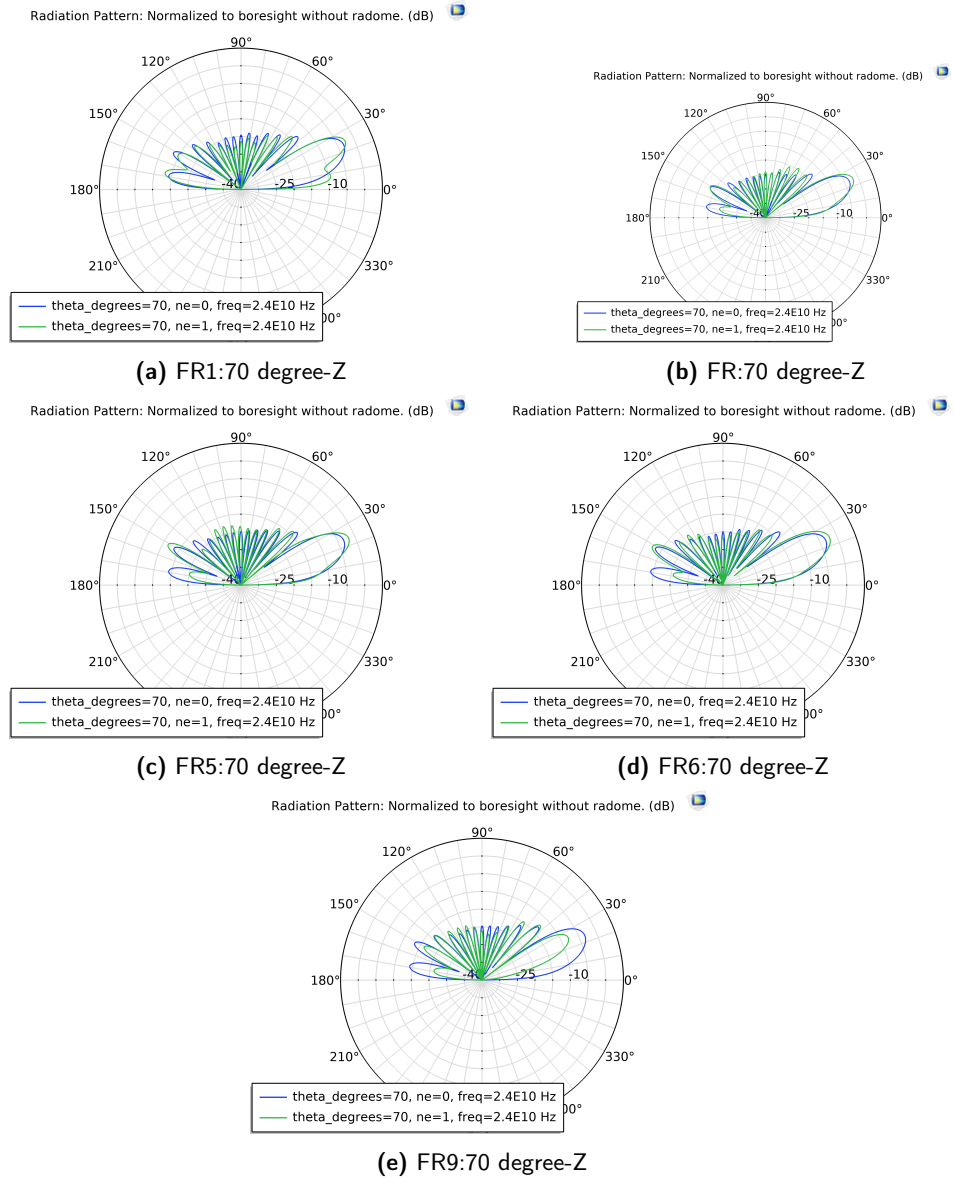 Radiation Pattern: Normalized to boresight without radome. (dB)
90°
120° 60°
150° 30°
180° -40 -25 -10 0°
210° 330°
00°
theta_degrees=70, ne=0, freq=2.4E10 Hz
theta_degrees=70, ne=1, freq=2.4E10 Hz
(a) FR1:70 degree-Z
Radiation Pattern: Normalized to boresight without radome. (dB)
90°
120° 60°
150° 30°
180° -40 -25 -10 0°
210° 330°
00°
theta_degrees=70, ne=0, freq=2.4E10 Hz
theta_degrees=70, ne=1, freq=2.4E10 Hz
(b) FR:70 degree-Z
Radiation Pattern: Normalized to boresight without radome. (dB)
90°
120° 60°
150° 30°
180° -40 -25 -10 0°
210° 330°
00°
theta_degrees=70, ne=0, freq=2.4E10 Hz
theta_degrees=70, ne=1, freq=2.4E10 Hz
(c) FR5:70 degree-Z
Radiation Pattern: Normalized to boresight without radome. (dB)
90°
120° 60°
150° 30°
180° -40 -25 -10 0°
210° 330°
00°
theta_degrees=70, ne=0, freq=2.4E10 Hz
theta_degrees=70, ne=1, freq=2.4E10 Hz
(d) FR6:70 degree-Z
Radiation Pattern: Normalized to boresight without radome. (dB)
90°
120° 60°
150° 30°
180° -40 -25 -10 0°
210° 330°
00°
theta_degrees=70, ne=0, freq=2.4E10 Hz
theta_degrees=70, ne=1, freq=2.4E10 Hz
(e) FR9:70 degree-Z